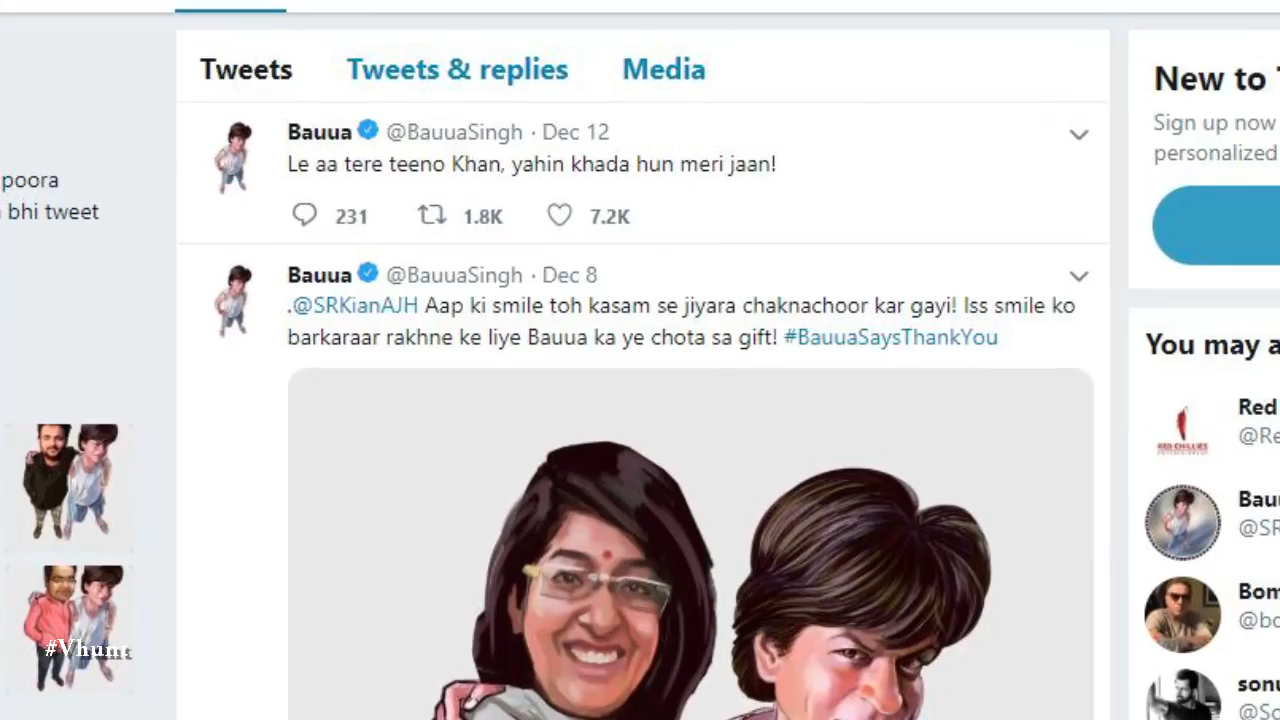 Tweets Tweets & replies Media
Bauua @BauuaSingh · Dec 12
Le aa tere teeno Khan, yahin khada hun meri jaan!
231 1.8K 7.2K
Bauua @BauuaSingh · Dec 8
.@SRKianAJH Aap ki smile toh kasam se jiyara chaknachoor kar gayi! Iss smile ko
barkaraar rakhne ke liye Bauua ka ye chota sa gift! #BauuaSaysThankYou
poora
bhi tweet
#Vhunt
New to
Sign up now
personalized
You may a
Red
@Re
RED CHILLIES
Bau
@SR
Bom
@bo
sonu
@So